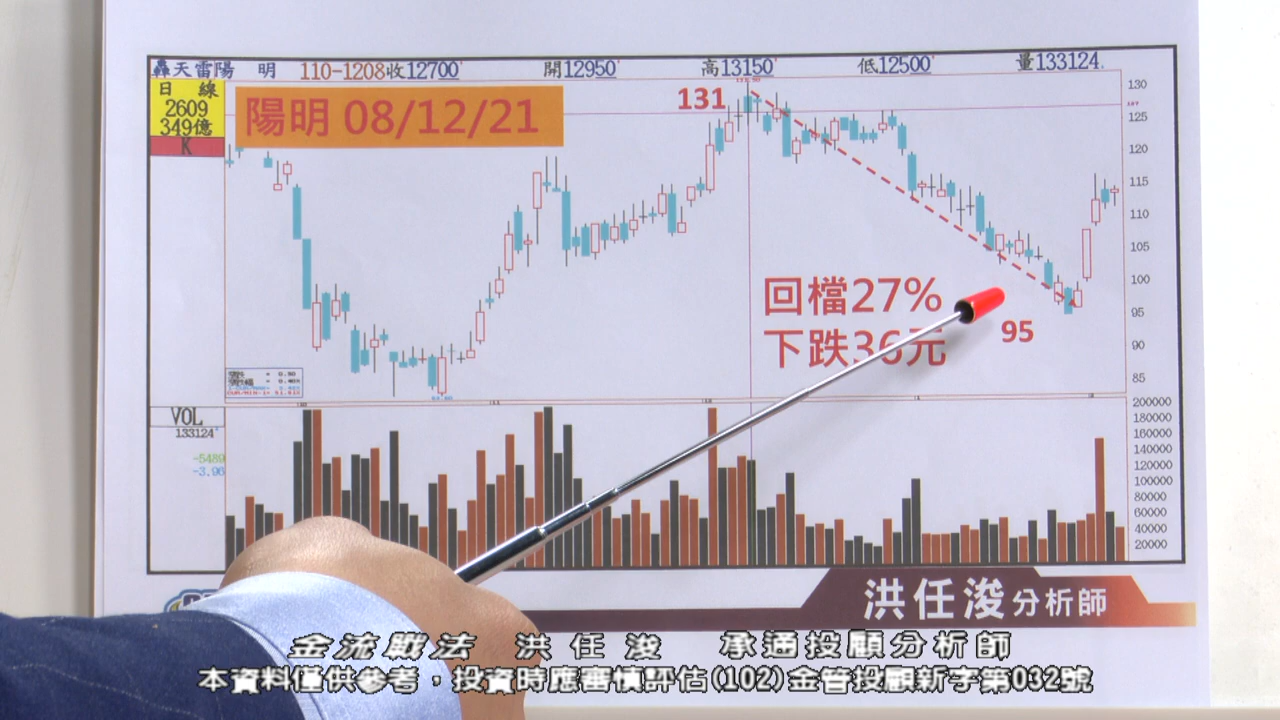 轟天雷陽 明 110-1208收12700 開12950 高13150 低12500 量133124
日 線
2609
349億
K
陽明 08/12/21
131
130
125
120
115
110
105
100
95
90
85
回檔27%
下跌36元
95
VOL
133124
-5489
-3.96
200000
180000
160000
140000
120000
100000
80000
60000
40000
20000
洪任浚分析師
金流戰法 洪任浚 承通投顧分析師
本資料僅供參考，投資時應審慎評估(102)金管投顧新字第032號